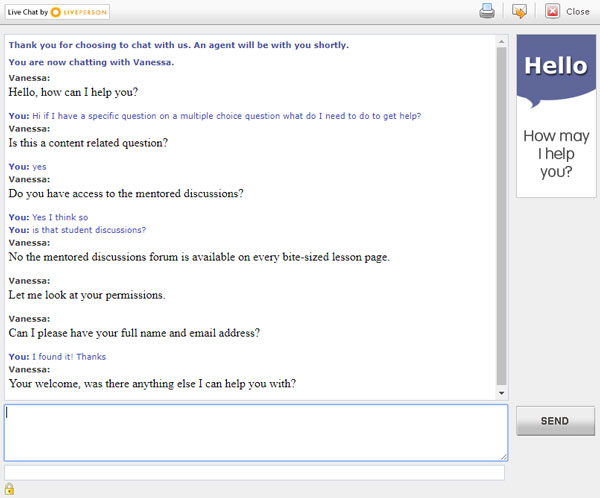 Live Chat by LIVEPERSON
Close
Thank you for choosing to chat with us. An agent will be with you shortly.
You are now chatting with Vanessa.
Vanessa:
Hello, how can I help you?
You: Hi if I have a specific question on a multiple choice question what do I need to do to get help?
Vanessa:
Is this a content related question?
You: yes
Vanessa:
Do you have access to the mentored discussions?
You: Yes I think so
You: is that student discussions?
Vanessa:
No the mentored discussions forum is available on every bite-sized lesson page.
Vanessa:
Let me look at your permissions.
Vanessa:
Can I please have your full name and email address?
You: I found it! Thanks
Vanessa:
Your welcome, was there anything else I can help you with?
Hello
How may
I help
you?
SEND